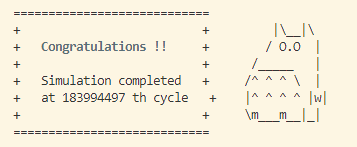 ============================
+                          +         |\__|\
+    Congratulations !!    +        / O.O  |
+                          +      /_____   |
+    Simulation completed  +     /^ ^ ^ \  |
+    at 183994497 th cycle   +    |^ ^ ^ ^ |w|
+                          +     \m___m__|_|
============================